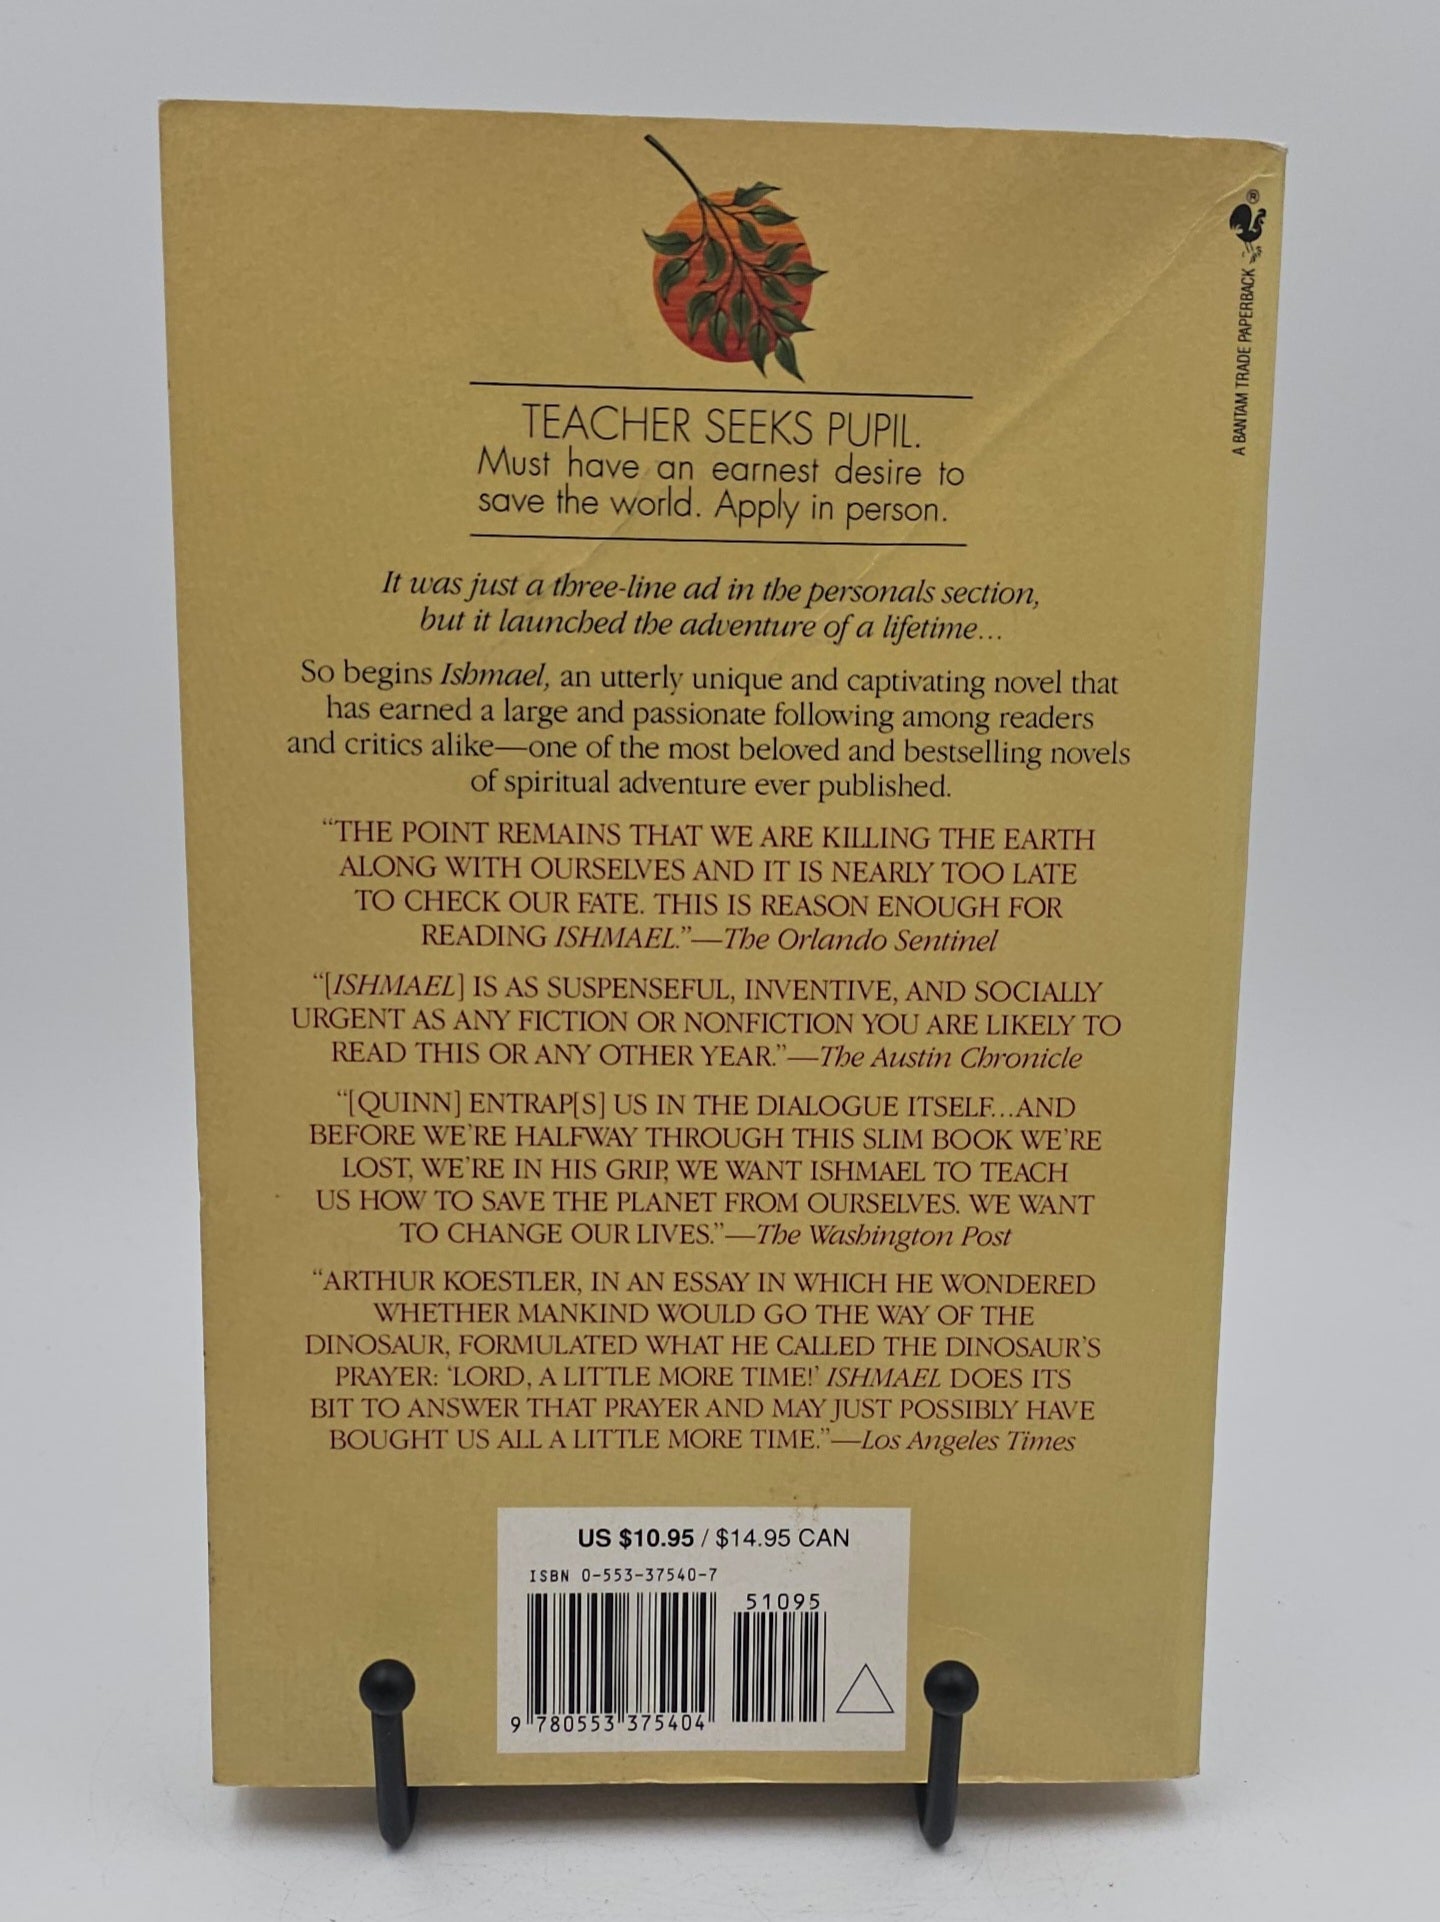 ®
A BANTAM TRADE PAPERBACK
TEACHER SEEKS PUPIL.
Must have an earnest desire to
save the world. Apply in person.
It was just a three-line ad in the personals section,
but it launched the adventure of a lifetime…
So begins Ishmael, an utterly unique and captivating novel that
has earned a large and passionate following among readers
and critics alike—one of the most beloved and bestselling novels
of spiritual adventure ever published.
“THE POINT REMAINS THAT WE ARE KILLING THE EARTH
ALONG WITH OURSELVES AND IT IS NEARLY TOO LATE
TO CHECK OUR FATE. THIS IS REASON ENOUGH FOR
READING ISHMAEL.”—The Orlando Sentinel
“[ISHMAEL] IS AS SUSPENSEFUL, INVENTIVE, AND SOCIALLY
URGENT AS ANY FICTION OR NONFICTION YOU ARE LIKELY TO
READ THIS OR ANY OTHER YEAR.”—The Austin Chronicle
“[QUINN] ENTRAP[S] US IN THE DIALOGUE ITSELF…AND
BEFORE WE'RE HALFWAY THROUGH THIS SLIM BOOK WE'RE
LOST, WE'RE IN HIS GRIP, WE WANT ISHMAEL TO TEACH
US HOW TO SAVE THE PLANET FROM OURSELVES. WE WANT
TO CHANGE OUR LIVES.”—The Washington Post
“ARTHUR KOESTLER, IN AN ESSAY IN WHICH HE WONDERED
WHETHER MANKIND WOULD GO THE WAY OF THE
DINOSAUR, FORMULATED WHAT HE CALLED THE DINOSAUR'S
PRAYER: ‘LORD, A LITTLE MORE TIME!’ ISHMAEL DOES ITS
BIT TO ANSWER THAT PRAYER AND MAY JUST POSSIBLY HAVE
BOUGHT US ALL A LITTLE MORE TIME.”—Los Angeles Times
US $10.95 / $14.95 CAN
ISBN 0-553-37540-7
51095
9 780553 375404